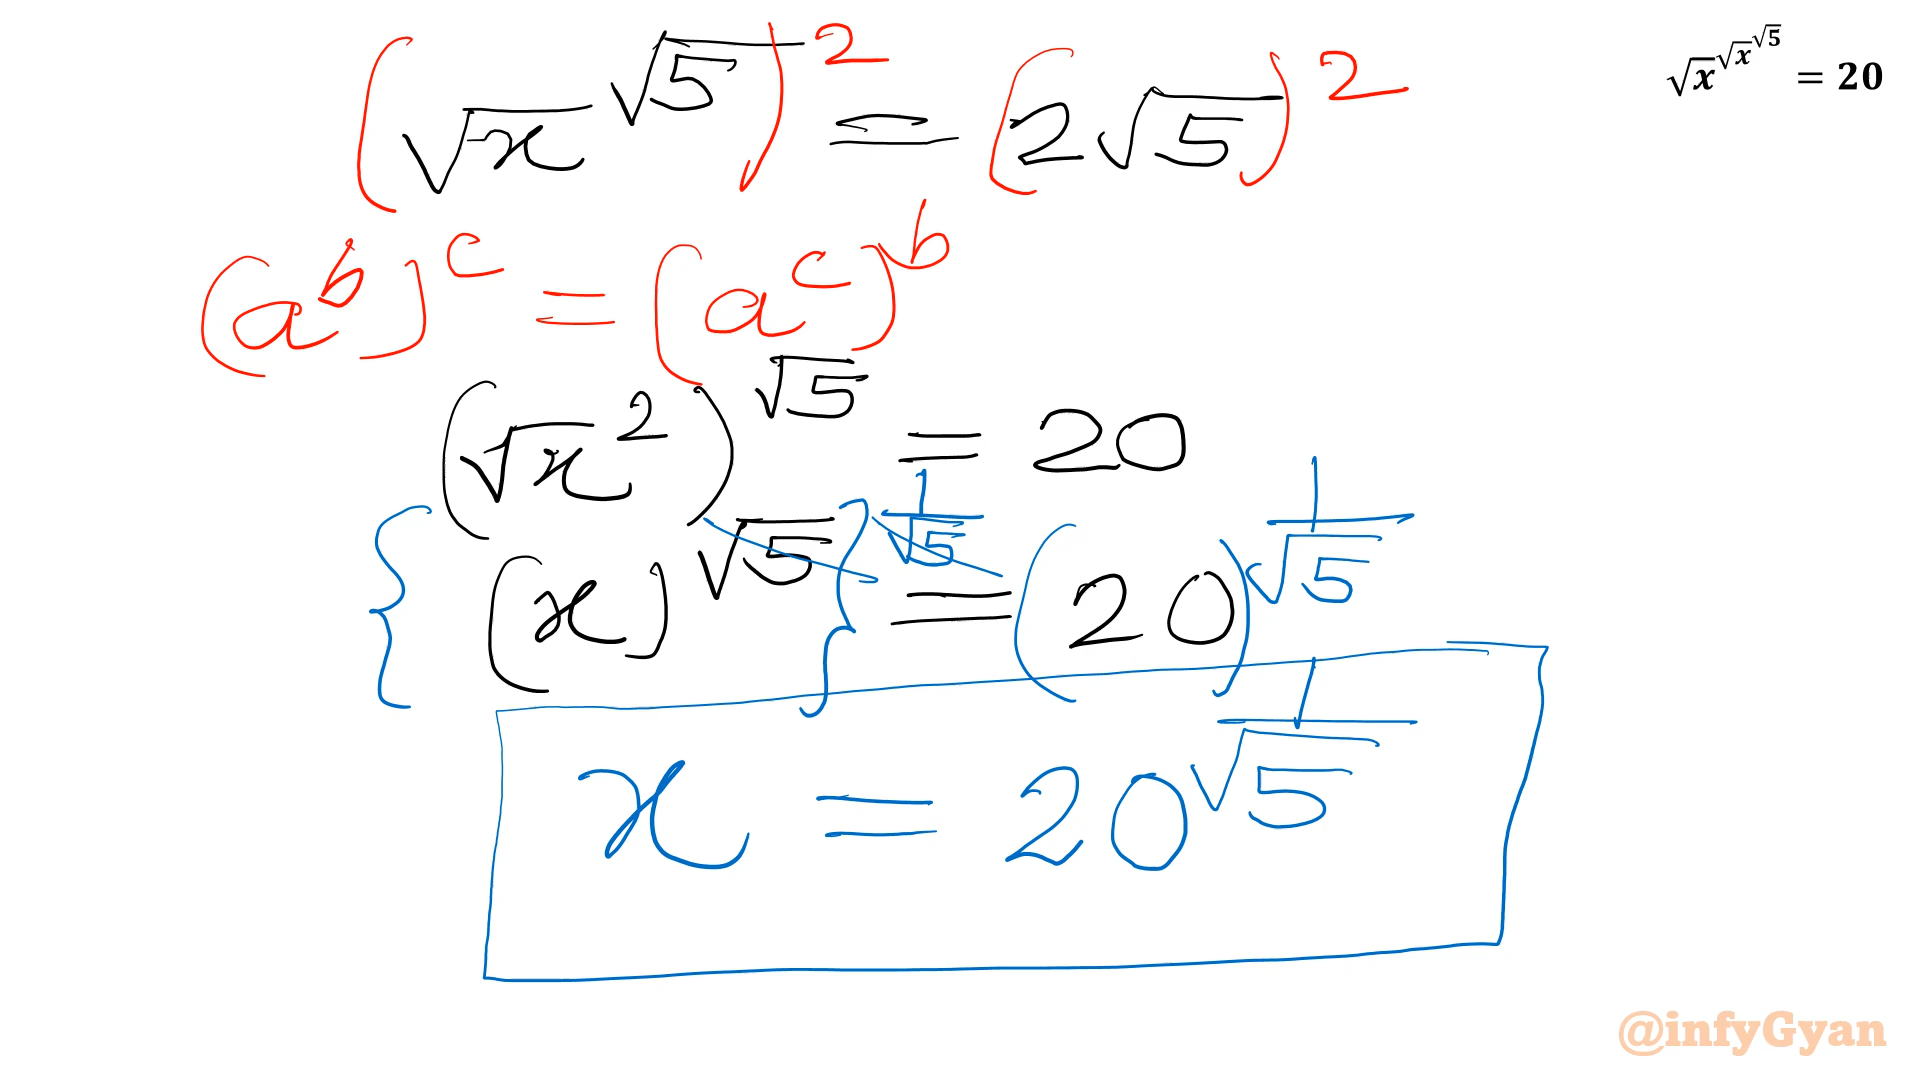 √x^√x^√5 = 20
(√x^√5)^2 = (2√5)^2
(a^b)^c = (a^c)^b
(√x^2)^√5 = 20
{(x)^√5}^1/√5 = (20)^1/√5
x = 20^1/√5
@infyGyan